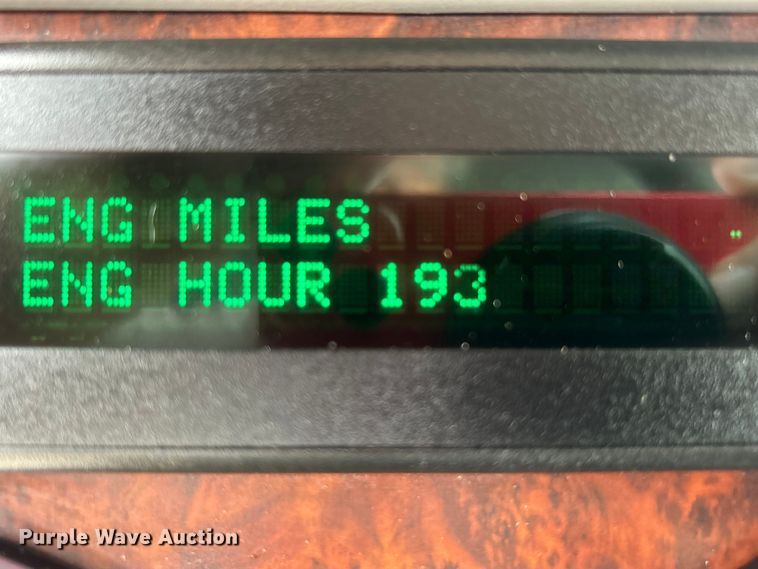 ENG MILES
ENG HOUR 193
Purple Wave Auction